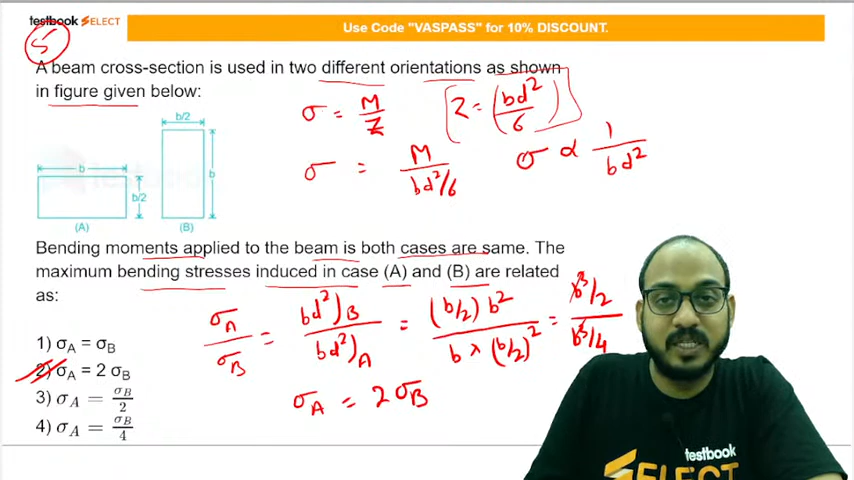 testbook SELECT
Use Code "VASPASS" for 10% DISCOUNT.
5
A beam cross-section is used in two different orientations as shown
in figure given below:
σ = M/Z
Z = (bd²/6)
σ = M / bd²/6
σ ∝ 1 / bd²
b/2
b
b/2
b
(A)
(B)
Bending moments applied to the beam is both cases are same. The
maximum bending stresses induced in case (A) and (B) are related
as:
σA / σB = bd²)B / bd²)A = (b/2) b² / b × (b/2)² = b³/2 / b³/4
1) σA = σB
2) σA = 2 σB
σA = 2 σB
3) σA = σB/2
4) σA = σB/4
testbook
SELECT